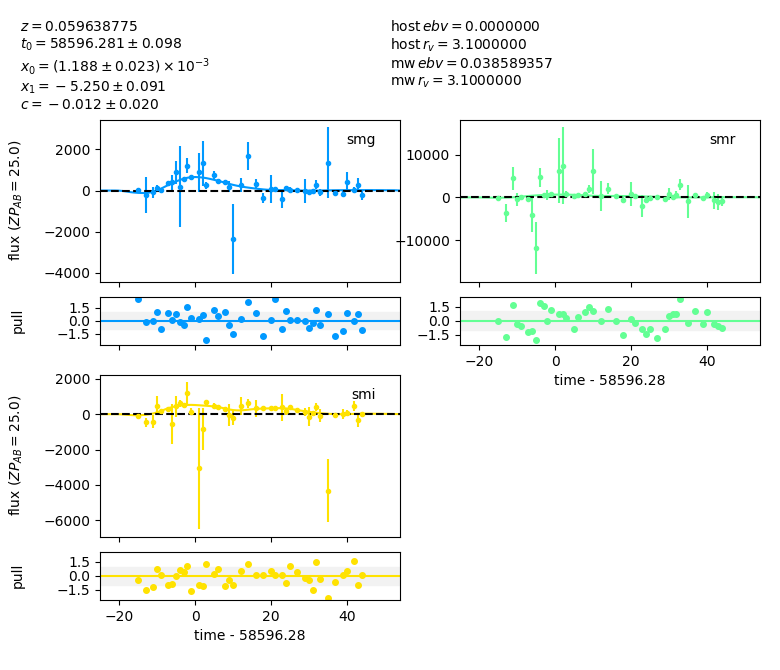 z = 0.059638775
t₀ = 58596.281 ± 0.098
x₀ = (1.188 ± 0.023) × 10⁻³
x₁ = −5.250 ± 0.091
c = −0.012 ± 0.020
host ebv = 0.0000000
host r_v = 3.1000000
mw ebv = 0.038589357
mw r_v = 3.1000000
smg
flux (ZP_AB = 25.0)
2000
0
−2000
−4000
smr
10000
0
−10000
pull
1.5
0.0
−1.5
1.5
0.0
−1.5
−20 0 20 40
time - 58596.28
smi
flux (ZP_AB = 25.0)
2000
0
−2000
−4000
−6000
pull
1.5
0.0
−1.5
−20 0 20 40
time - 58596.28